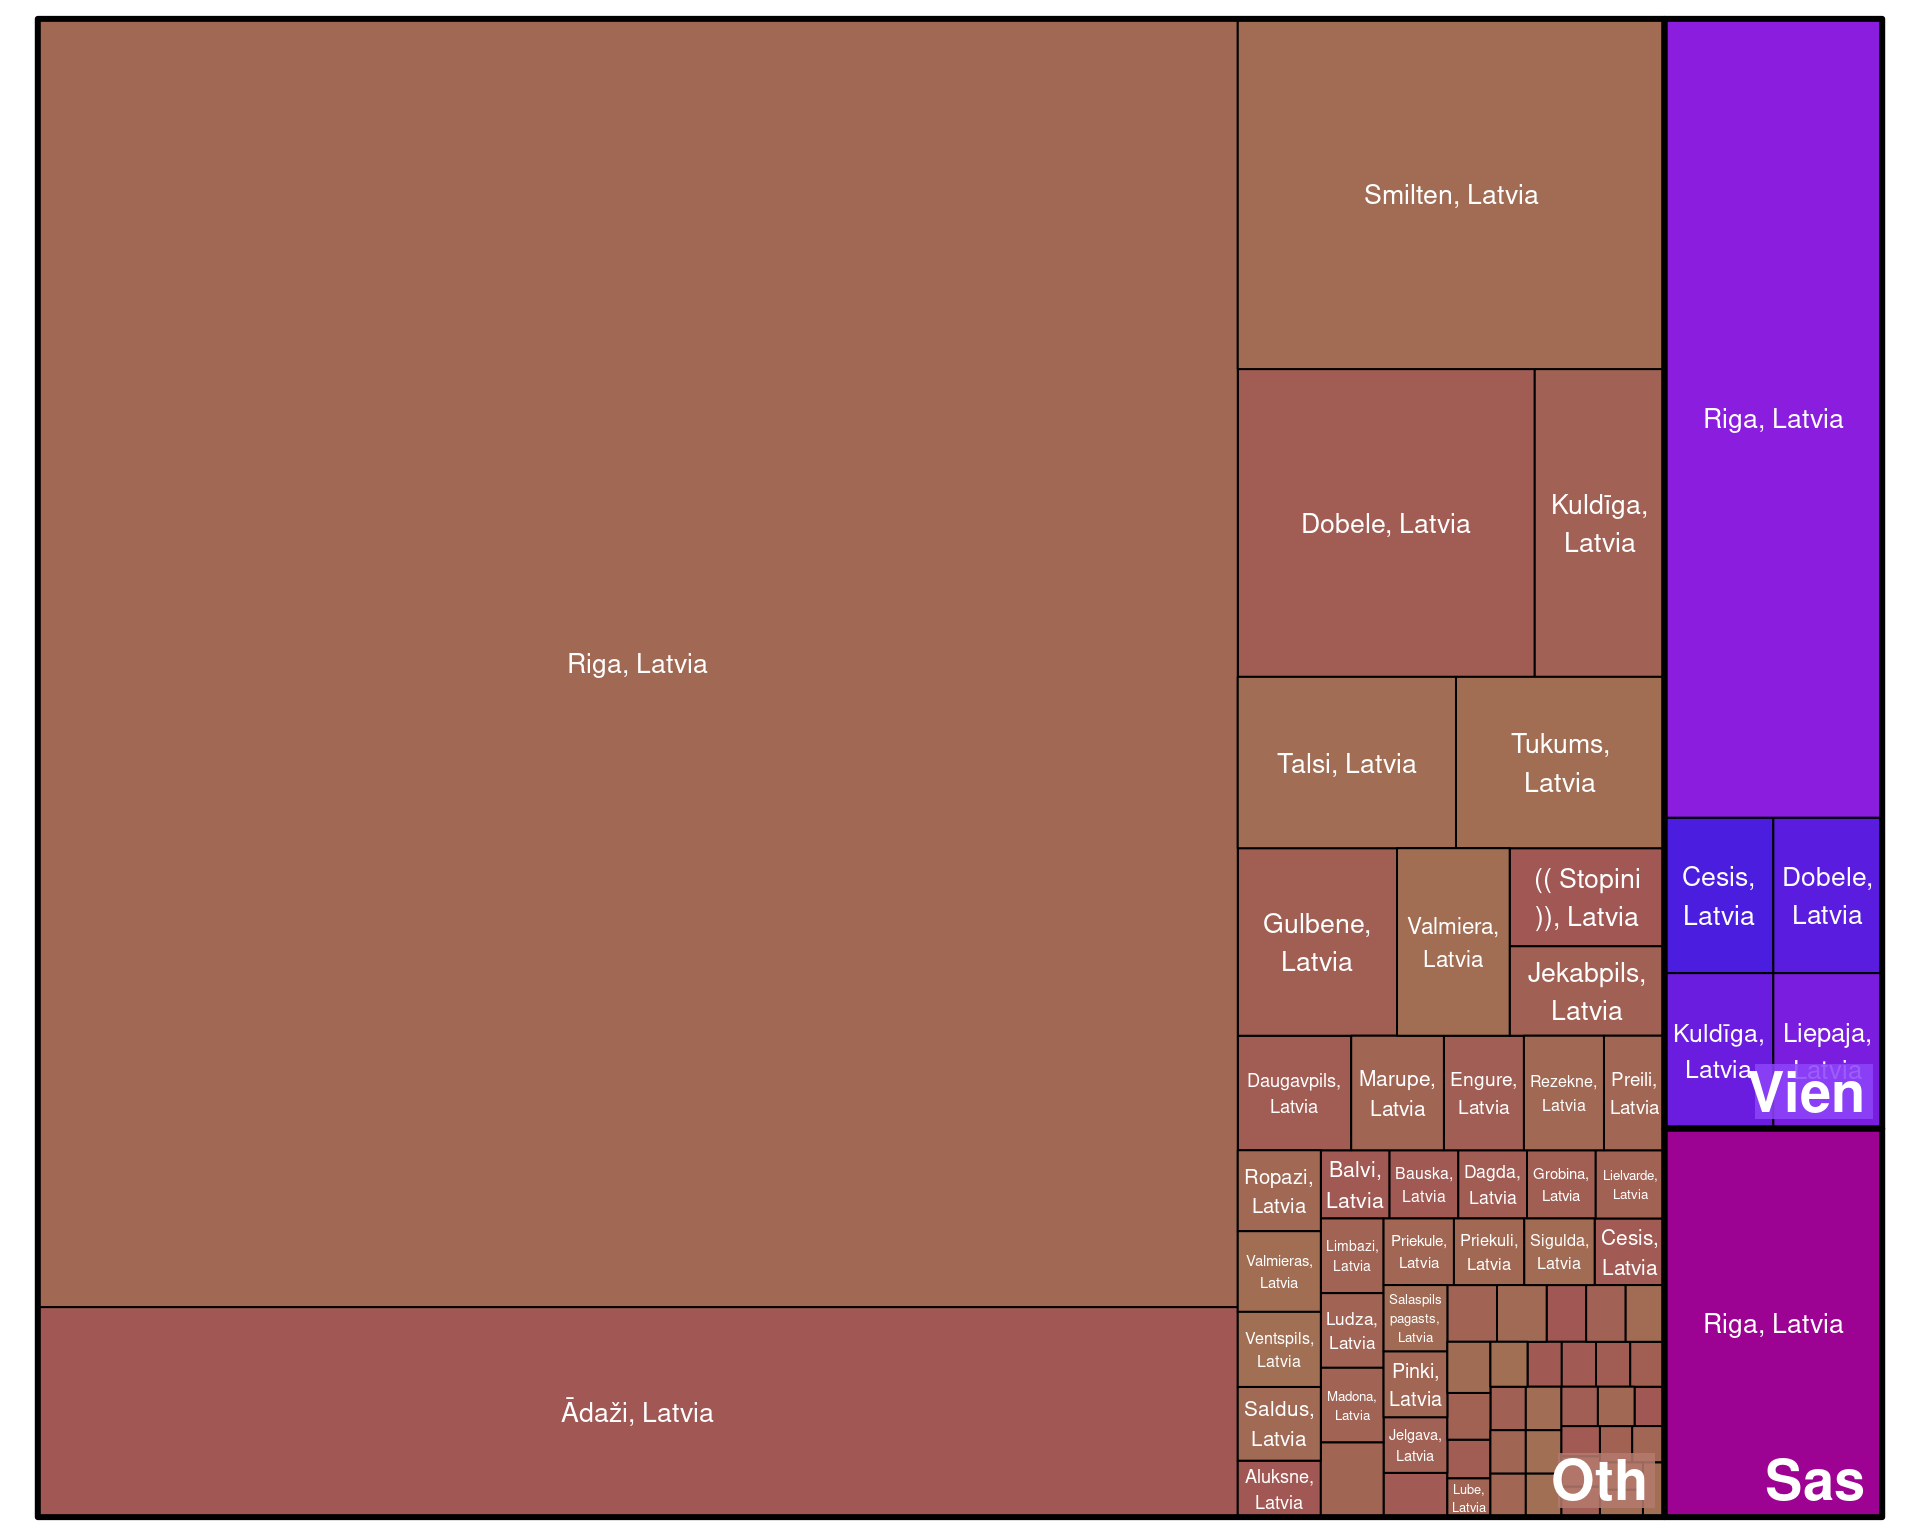 Riga, Latvia
Ādaži, Latvia
Smilten, Latvia
Dobele, Latvia
Kuldīga,
Latvia
Talsi, Latvia
Tukums,
Latvia
Gulbene,
Latvia
Valmiera,
Latvia
(( Stopini
)), Latvia
Jekabpils,
Latvia
Daugavpils,
Latvia
Marupe,
Latvia
Engure,
Latvia
Rezekne,
Latvia
Preili,
Latvia
Ropazi,
Latvia
Valmieras,
Latvia
Ventspils,
Latvia
Saldus,
Latvia
Aluksne,
Latvia
Balvi,
Latvia
Bauska,
Latvia
Dagda,
Latvia
Grobina,
Latvia
Lielvarde,
Latvia
Limbazi,
Latvia
Ludza,
Latvia
Madona,
Latvia
Priekule,
Latvia
Priekuli,
Latvia
Sigulda,
Latvia
Cesis,
Latvia
Salaspils
pagasts,
Latvia
Pinki,
Latvia
Jelgava,
Latvia
Lube,
Latvia
Oth
Riga, Latvia
Cesis,
Latvia
Dobele,
Latvia
Kuldīga,
Latvia
Liepaja,
Latvia
Vien
Riga, Latvia
Sas